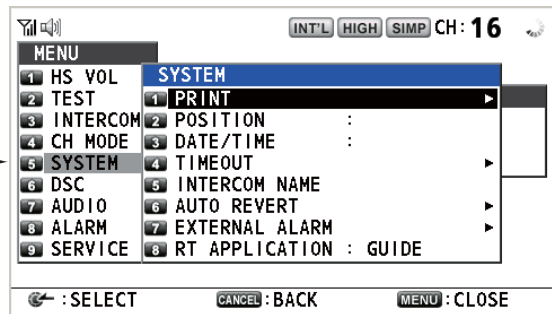 INT'L HIGH SIMP CH: 16
MENU
1 HS VOL
2 TEST
3 INTERCOM
4 CH MODE
5 SYSTEM
6 DSC
7 AUDIO
8 ALARM
9 SERVICE
SYSTEM
1 PRINT
2 POSITION :
3 DATE/TIME :
4 TIMEOUT
5 INTERCOM NAME
6 AUTO REVERT
7 EXTERNAL ALARM
8 RT APPLICATION : GUIDE
: SELECT CANCEL : BACK MENU : CLOSE